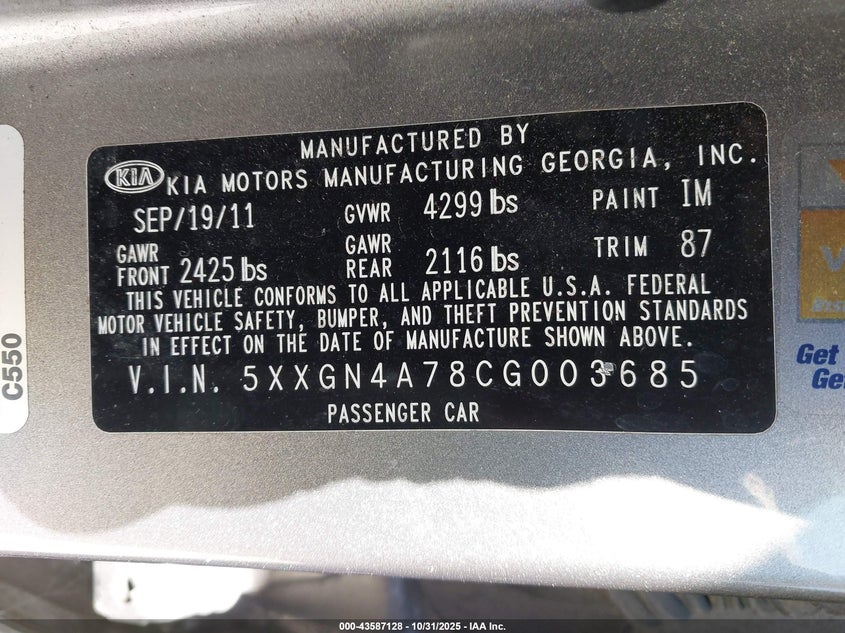 MANUFACTURED BY
KIA KIA MOTORS MANUFACTURING GEORGIA, INC.
SEP/19/11 GVWR 4299 lbs PAINT IM
GAWR FRONT 2425 lbs GAWR REAR 2116 lbs TRIM 87
THIS VEHICLE CONFORMS TO ALL APPLICABLE U.S.A. FEDERAL
MOTOR VEHICLE SAFETY, BUMPER, AND THEFT PREVENTION STANDARDS
IN EFFECT ON THE DATE OF MANUFACTURE SHOWN ABOVE.
V.I.N. 5XXGN4A78CG003685
PASSENGER CAR
C550
Get
Get
000-43587128 - 10/31/2025 - IAA Inc.